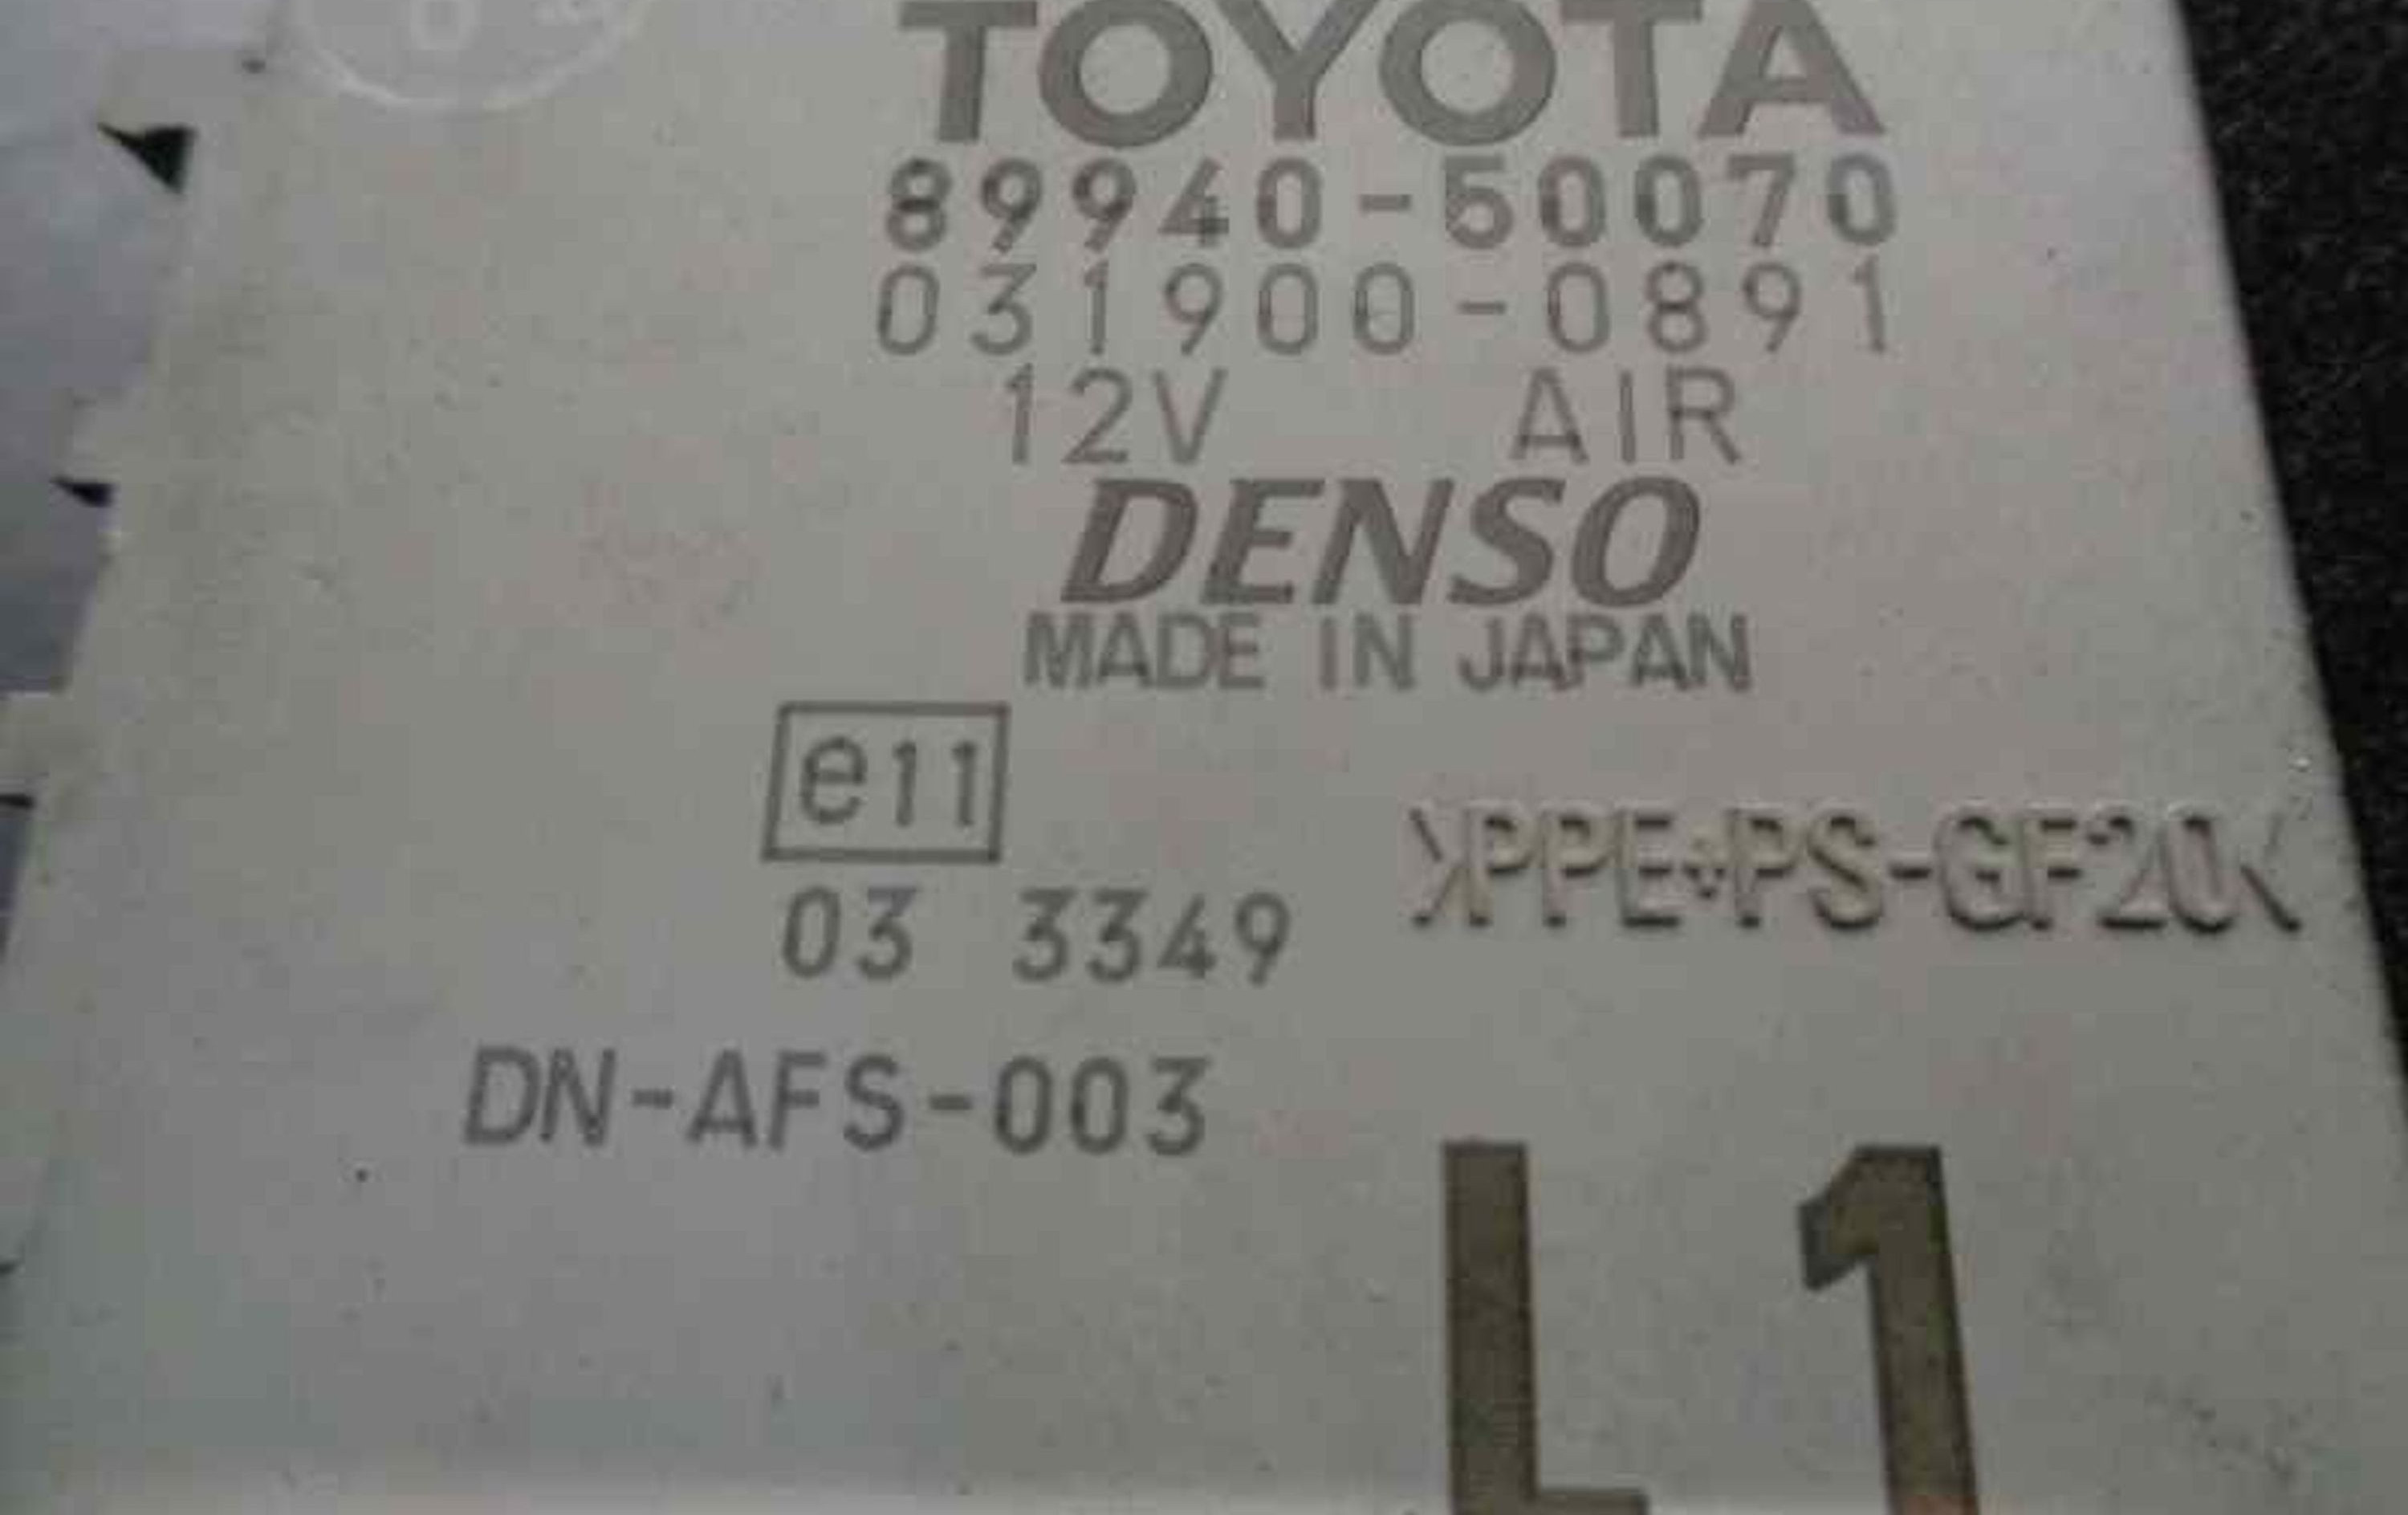 TOYOTA
89940-50070
031900-0891
12V AIR
DENSO
MADE IN JAPAN
e11
03 3349
>PPE+PS-GF20<
DN-AFS-003
L1